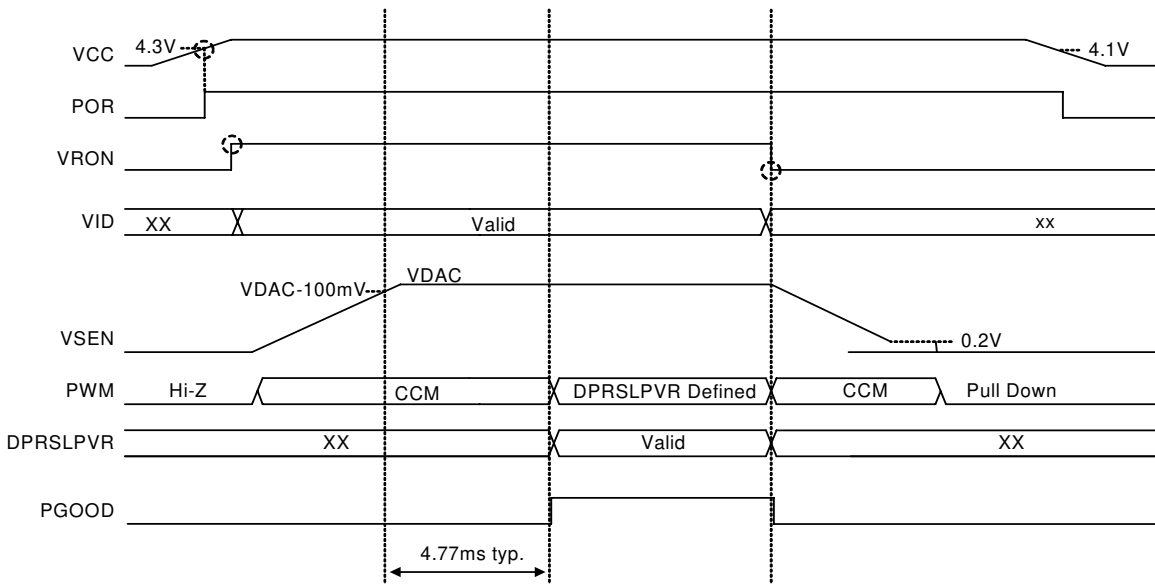 VCC 4.3V 4.1V
POR
VRON
VID XX Valid xx
VDAC-100mV VDAC
VSEN 0.2V
PWM Hi-Z CCM DPRSLPVR Defined CCM Pull Down
DPRSLPVR XX Valid XX
PGOOD
4.77ms typ.